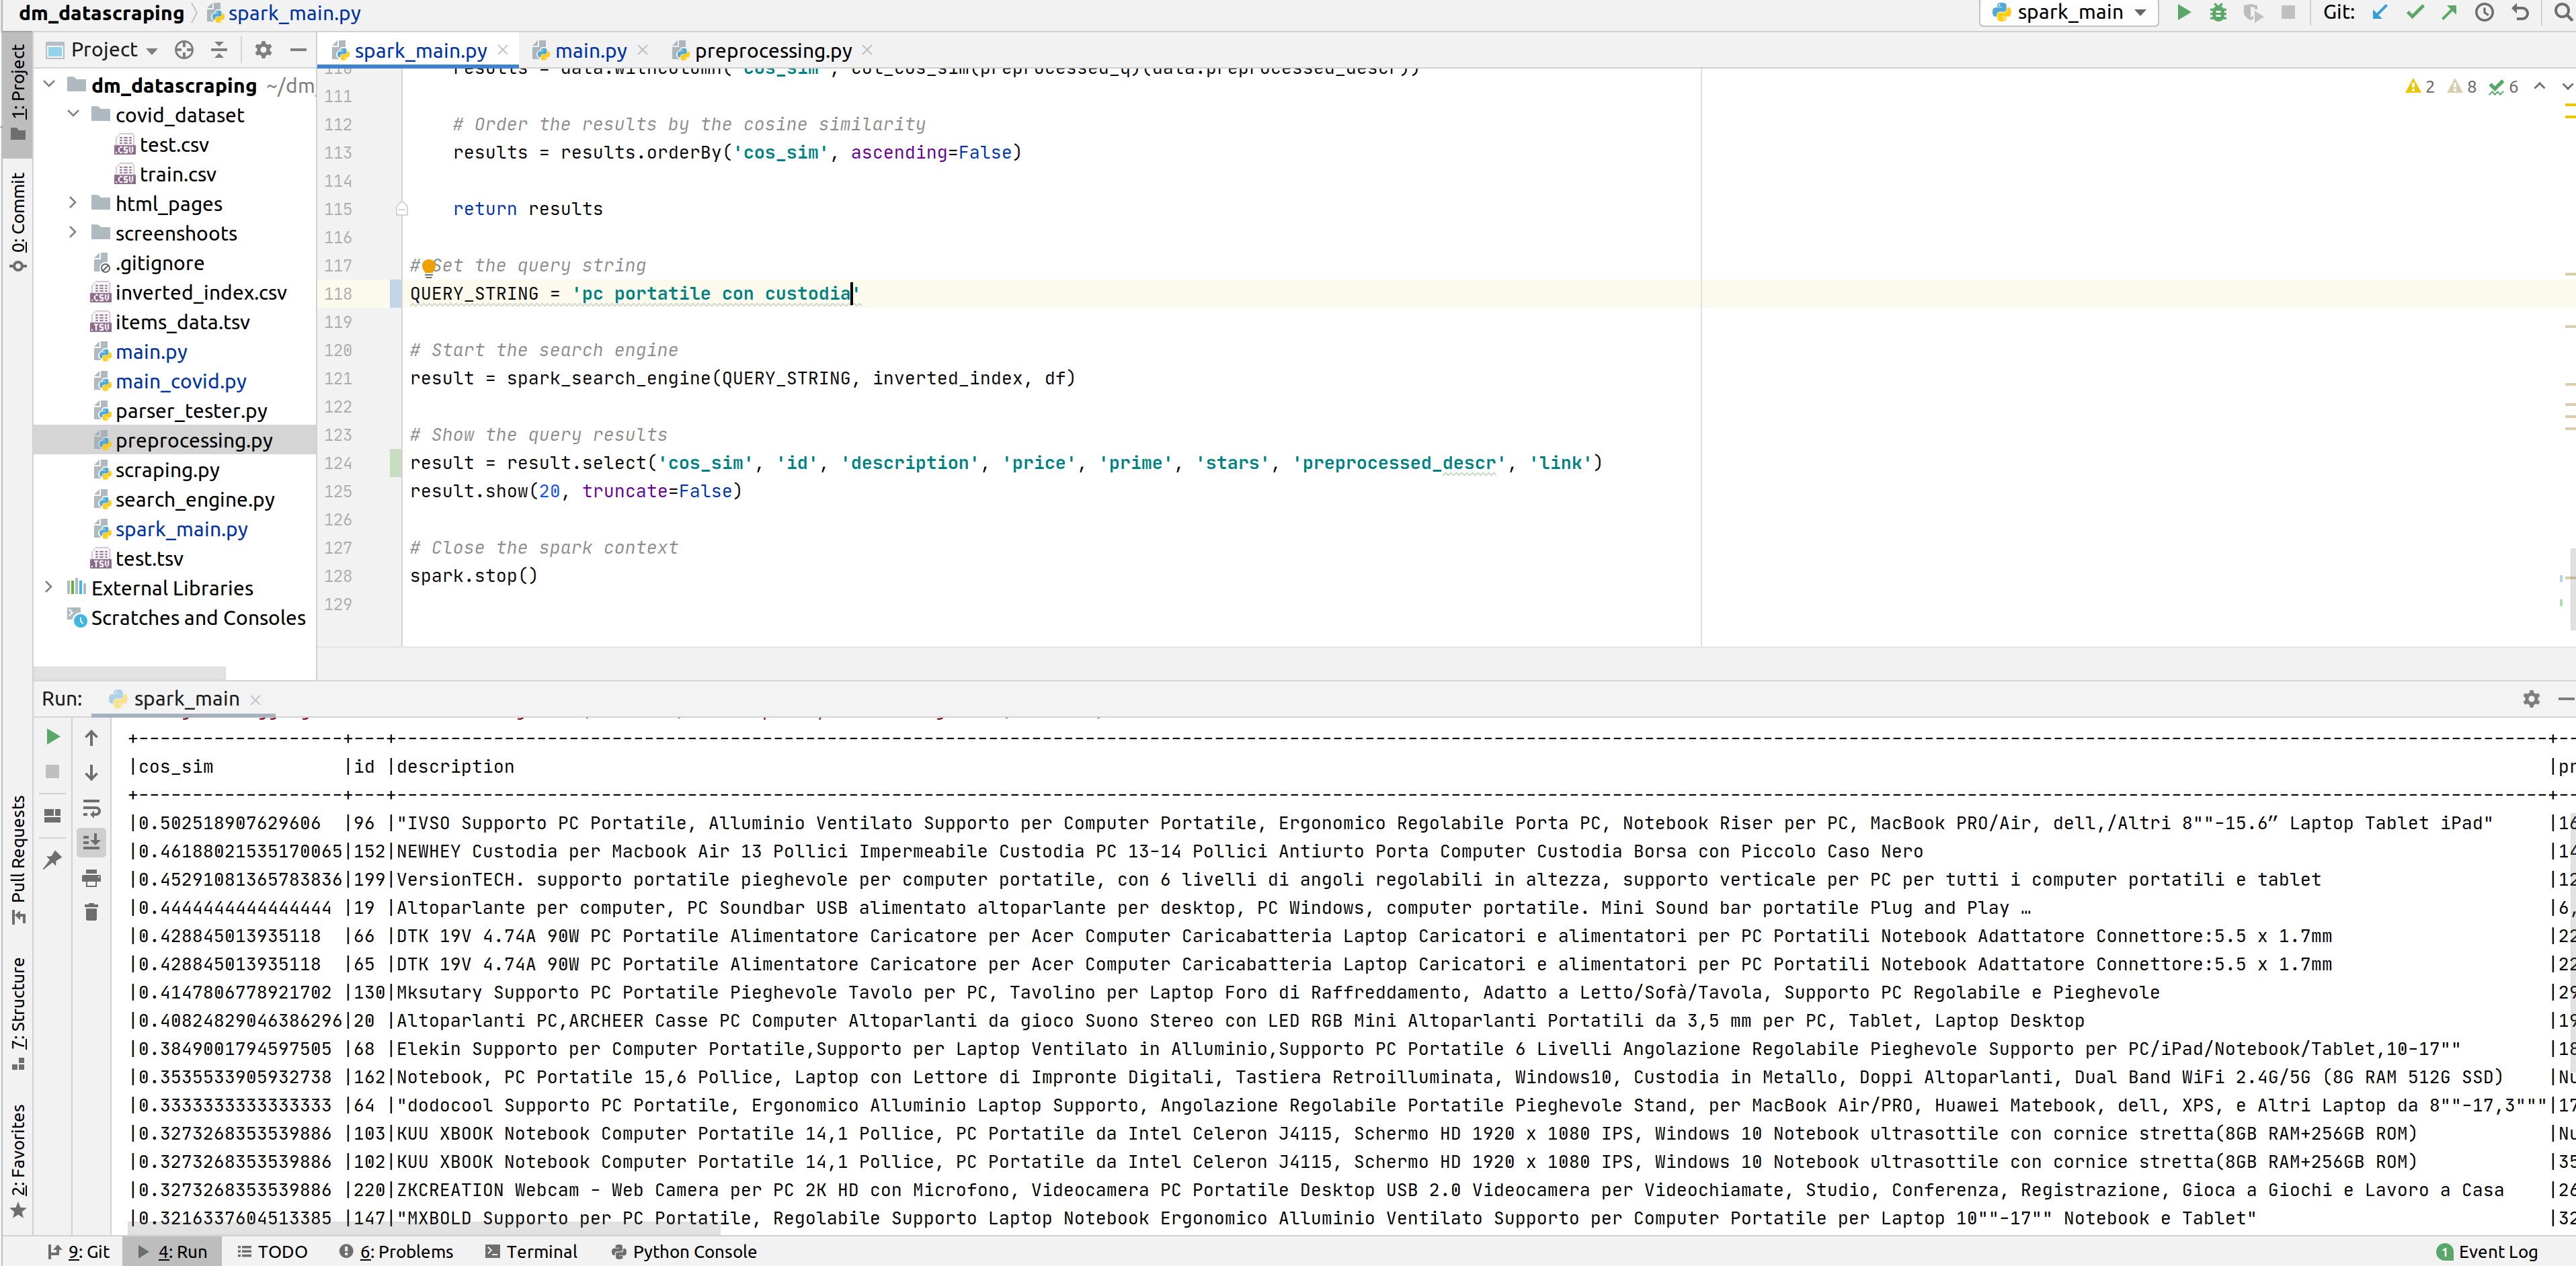 dm_datascraping spark_main.py
spark_main Git:
Project spark_main.py main.py preprocessing.py
1: Project
0: Commit
dm_datascraping ~/dm_
covid_dataset
test.csv
train.csv
html_pages
screenshoots
.gitignore
inverted_index.csv
items_data.tsv
main.py
main_covid.py
parser_tester.py
preprocessing.py
scraping.py
search_engine.py
spark_main.py
test.tsv
External Libraries
Scratches and Consoles
2 8 6
110 results = data.withColumn('cos_sim', col_cos_sim(preprocessed_q)(data.preprocessed_descr))
111
112 # Order the results by the cosine similarity
113 results = results.orderBy('cos_sim', ascending=False)
114
115 return results
116
117 # Set the query string
118 QUERY_STRING = 'pc portatile con custodia'
119
120 # Start the search engine
121 result = spark_search_engine(QUERY_STRING, inverted_index, df)
122
123 # Show the query results
124 result = result.select('cos_sim', 'id', 'description', 'price', 'prime', 'stars', 'preprocessed_descr', 'link')
125 result.show(20, truncate=False)
126
127 # Close the spark context
128 spark.stop()
129
Run: spark_main
Pull Requests
7: Structure
2: Favorites
|cos_sim |id |description |pr
|0.502518907629606 |96 |"IVSO Supporto PC Portatile, Alluminio Ventilato Supporto per Computer Portatile, Ergonomico Regolabile Porta PC, Notebook Riser per PC, MacBook PRO/Air, dell,/Altri 8""-15.6” Laptop Tablet iPad" |16
|0.46188021535170065|152|NEWHEY Custodia per Macbook Air 13 Pollici Impermeabile Custodia PC 13-14 Pollici Antiurto Porta Computer Custodia Borsa con Piccolo Caso Nero |14
|0.45291081365783836|199|VersionTECH. supporto portatile pieghevole per computer portatile, con 6 livelli di angoli regolabili in altezza, supporto verticale per PC per tutti i computer portatili e tablet |12
|0.4444444444444444 |19 |Altoparlante per computer, PC Soundbar USB alimentato altoparlante per desktop, PC Windows, computer portatile. Mini Sound bar portatile Plug and Play … |6,
|0.428845013935118 |66 |DTK 19V 4.74A 90W PC Portatile Alimentatore Caricatore per Acer Computer Caricabatteria Laptop Caricatori e alimentatori per PC Portatili Notebook Adattatore Connettore:5.5 x 1.7mm |22
|0.428845013935118 |65 |DTK 19V 4.74A 90W PC Portatile Alimentatore Caricatore per Acer Computer Caricabatteria Laptop Caricatori e alimentatori per PC Portatili Notebook Adattatore Connettore:5.5 x 1.7mm |22
|0.4147806778921702 |130|Mksutary Supporto PC Portatile Pieghevole Tavolo per PC, Tavolino per Laptop Foro di Raffreddamento, Adatto a Letto/Sofà/Tavola, Supporto PC Regolabile e Pieghevole |29
|0.40824829046386296|20 |Altoparlanti PC,ARCHEER Casse PC Computer Altoparlanti da gioco Suono Stereo con LED RGB Mini Altoparlanti Portatili da 3,5 mm per PC, Tablet, Laptop Desktop |19
|0.3849001794597505 |68 |Elekin Supporto per Computer Portatile,Supporto per Laptop Ventilato in Alluminio,Supporto PC Portatile 6 Livelli Angolazione Regolabile Pieghevole Supporto per PC/iPad/Notebook/Tablet,10-17"" |18
|0.3535533905932738 |162|Notebook, PC Portatile 15,6 Pollice, Laptop con Lettore di Impronte Digitali, Tastiera Retroilluminata, Windows10, Custodia in Metallo, Doppi Altoparlanti, Dual Band WiFi 2.4G/5G (8G RAM 512G SSD) |Nu
|0.3333333333333333 |64 |"dodocool Supporto PC Portatile, Ergonomico Alluminio Laptop Supporto, Angolazione Regolabile Portatile Pieghevole Stand, per MacBook Air/PRO, Huawei Matebook, dell, XPS, e Altri Laptop da 8""-17,3"""|17
|0.3273268353539886 |103|KUU XBOOK Notebook Computer Portatile 14,1 Pollice, PC Portatile da Intel Celeron J4115, Schermo HD 1920 x 1080 IPS, Windows 10 Notebook ultrasottile con cornice stretta(8GB RAM+256GB ROM) |Nu
|0.3273268353539886 |102|KUU XBOOK Notebook Computer Portatile 14,1 Pollice, PC Portatile da Intel Celeron J4115, Schermo HD 1920 x 1080 IPS, Windows 10 Notebook ultrasottile con cornice stretta(8GB RAM+256GB ROM) |35
|0.3273268353539886 |220|ZKCREATION Webcam - Web Camera per PC 2K HD con Microfono, Videocamera PC Portatile Desktop USB 2.0 Videocamera per Videochiamate, Studio, Conferenza, Registrazione, Gioca a Giochi e Lavoro a Casa |26
|0.32163376045133​85 |147|"MXBOLD Supporto per PC Portatile, Regolabile Supporto Laptop Notebook Ergonomico Alluminio Ventilato Supporto per Computer Portatile per Laptop 10""-17"" Notebook e Tablet" |32
9: Git 4: Run TODO 6: Problems Terminal Python Console 1 Event Log